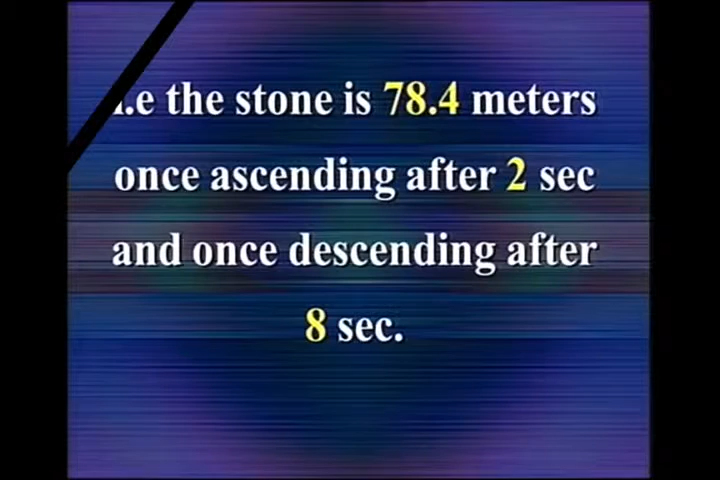 i.e the stone is 78.4 meters
once ascending after 2 sec
and once descending after
8 sec.